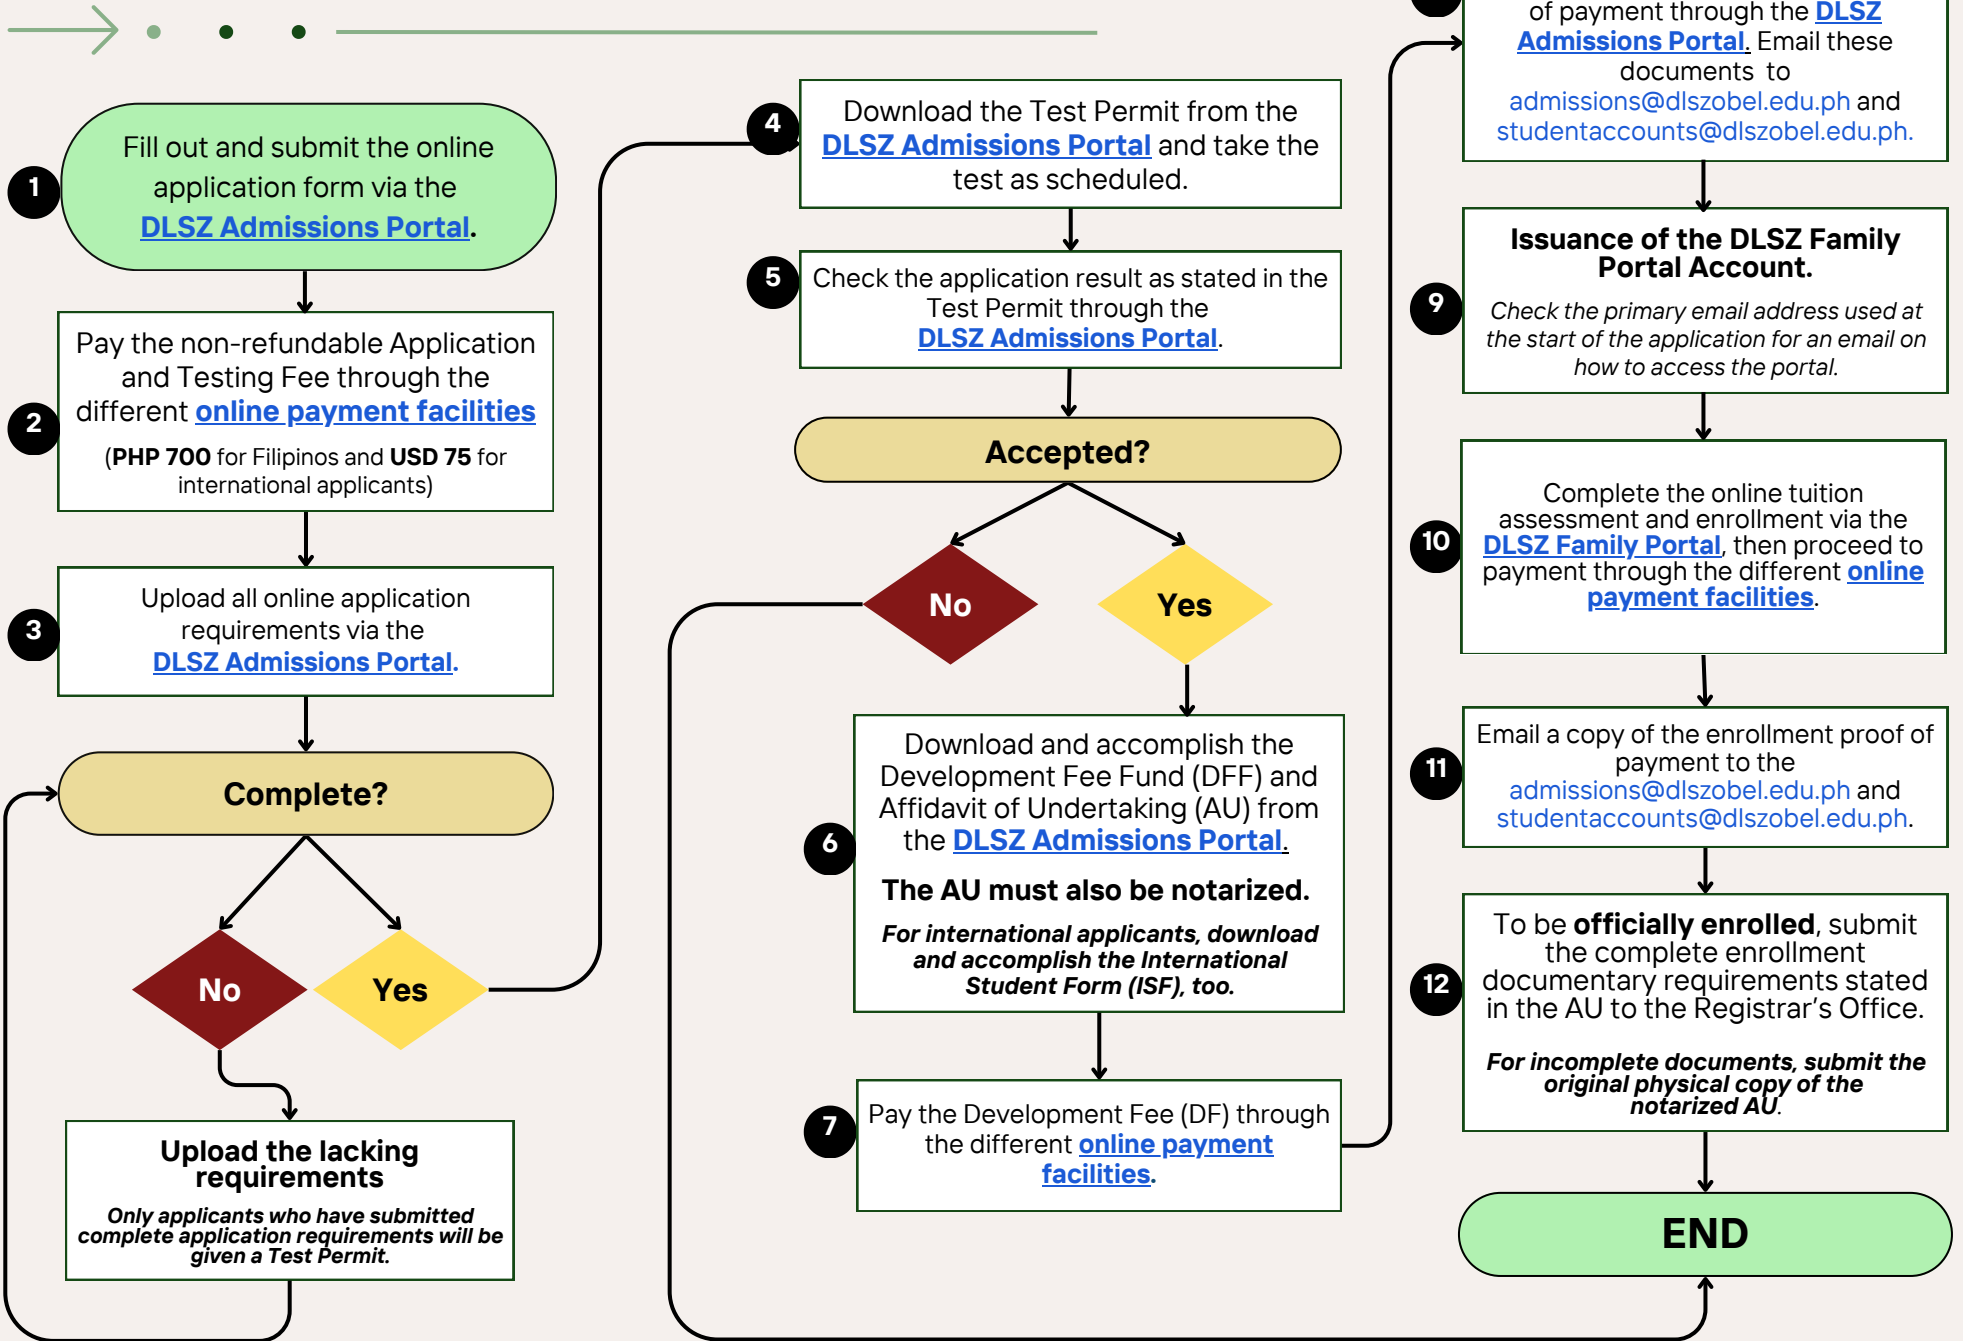 1
Fill out and submit the online
application form via the
DLSZ Admissions Portal.
2
Pay the non-refundable Application
and Testing Fee through the
different online payment facilities
(PHP 700 for Filipinos and USD 75 for
international applicants)
3
Upload all online application
requirements via the
DLSZ Admissions Portal.
Complete?
No
Yes
Upload the lacking
requirements
Only applicants who have submitted
complete application requirements will be
given a Test Permit.
4
Download the Test Permit from the
DLSZ Admissions Portal and take the
test as scheduled.
5
Check the application result as stated in the
Test Permit through the
DLSZ Admissions Portal.
Accepted?
No
Yes
6
Download and accomplish the
Development Fee Fund (DFF) and
Affidavit of Undertaking (AU) from
the DLSZ Admissions Portal.
The AU must also be notarized.
For international applicants, download
and accomplish the International
Student Form (ISF), too.
7
Pay the Development Fee (DF) through
the different online payment
facilities.
of payment through the DLSZ
Admissions Portal. Email these
documents to
admissions@dlszobel.edu.ph and
studentaccounts@dlszobel.edu.ph.
9
Issuance of the DLSZ Family
Portal Account.
Check the primary email address used at
the start of the application for an email on
how to access the portal.
10
Complete the online tuition
assessment and enrollment via the
DLSZ Family Portal, then proceed to
payment through the different online
payment facilities.
11
Email a copy of the enrollment proof of
payment to the
admissions@dlszobel.edu.ph and
studentaccounts@dlszobel.edu.ph.
12
To be officially enrolled, submit
the complete enrollment
documentary requirements stated
in the AU to the Registrar's Office.
For incomplete documents, submit the
original physical copy of the
notarized AU.
END